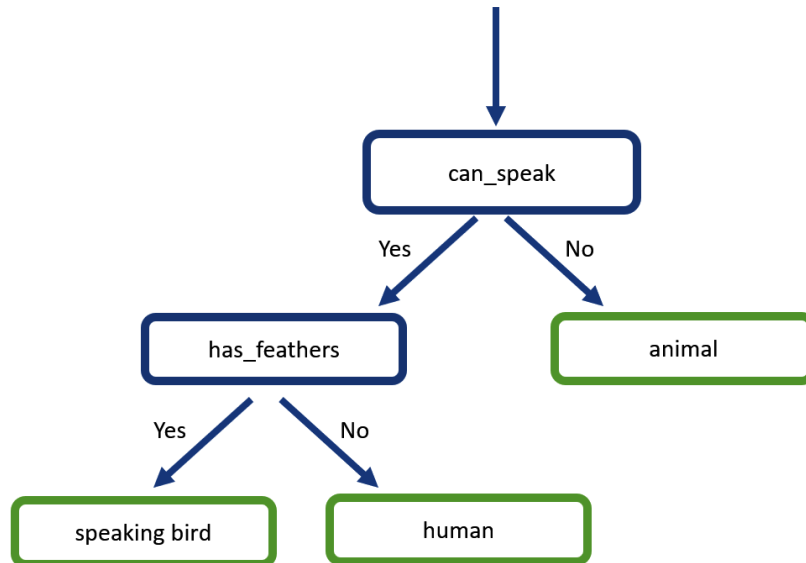 can_speak
Yes
No
has_feathers
animal
Yes
No
speaking bird
human